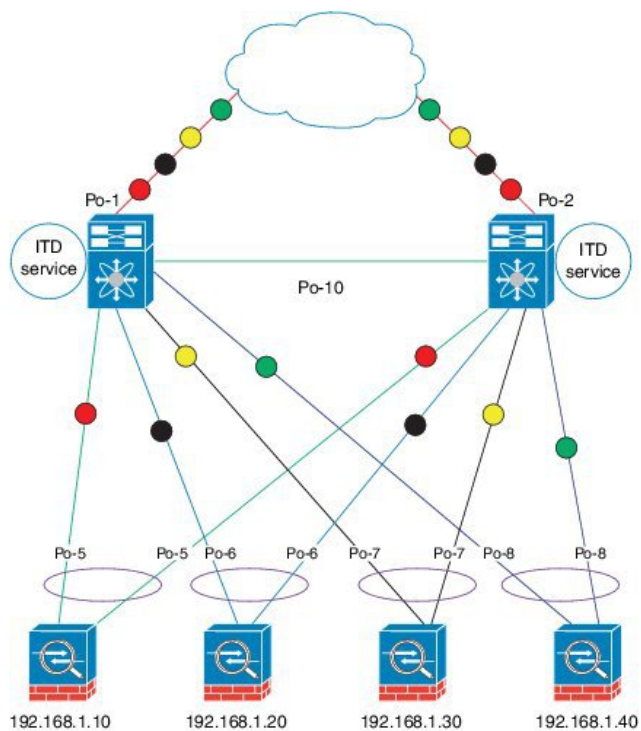 Po-1
Po-2
ITD
service
ITD
service
Po-10
Po-5
Po-5
Po-6
Po-6
Po-7
Po-7
Po-8
Po-8
192.168.1.10
192.168.1.20
192.168.1.30
192.168.1.40